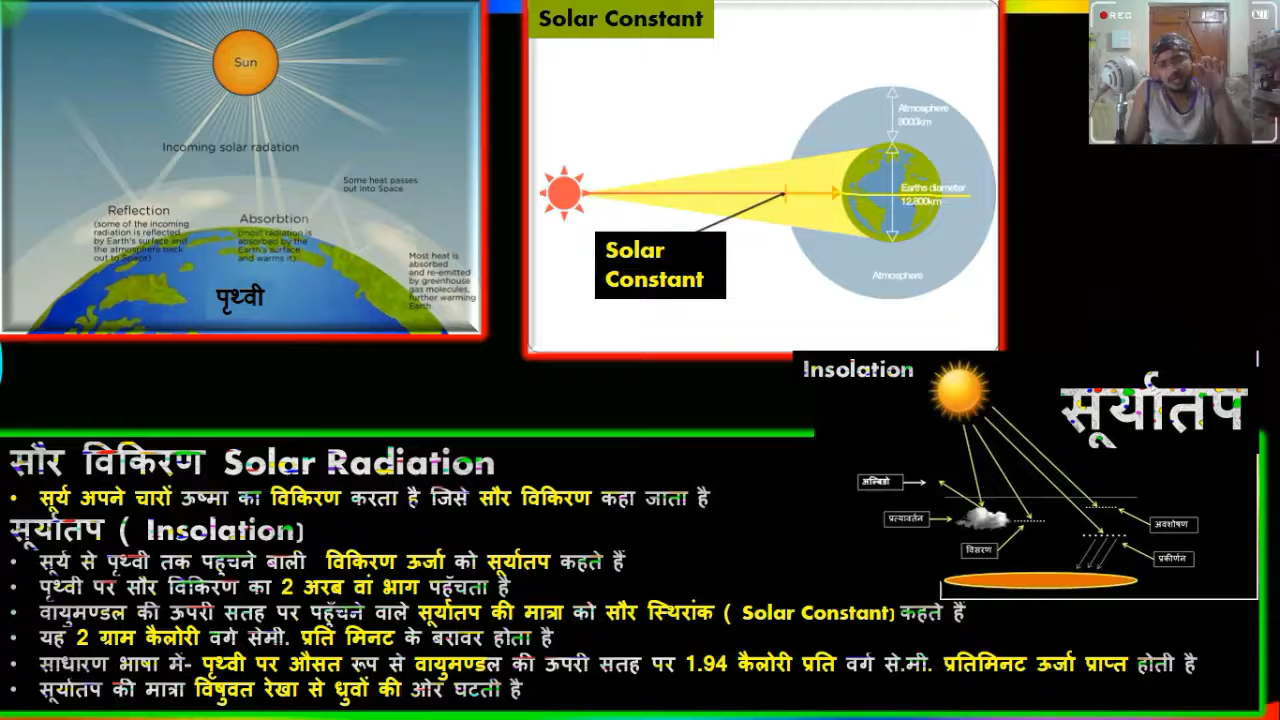 Sun
Incoming solar radation
Some heat passes
out into Space
Reflection
(some of the incoming
radiation is reflected
by Earth's surface and
the atmosphere back
out to Space)
Absorbtion
(most radiation is
absorbed by the
Earth's surface
and warms it)
Most heat is
absorbed
and re-emitted
by greenhouse
gas molecules,
further warming
Earth
पृथ्वी
Solar Constant
Atmosphere
8000km
Earths diameter
12,800km
Solar
Constant
Atmosphere
REC
Insolation
सूर्यातप
अल्बिडो
प्रत्यावर्तन
विसरण
अवशोषण
प्रकीर्णन
सौर विकिरण Solar Radiation
• सूर्य अपने चारों ऊष्मा का विकिरण करता है जिसे सौर विकिरण कहा जाता है
सूर्यातप ( Insolation)
• सूर्य से पृथ्वी तक पहुचने बाली विकिरण ऊर्जा को सूर्यातप कहते हैं
• पृथ्वी पर सौर विकिरण का 2 अरब वां भाग पहुँचता है
• वायुमण्डल की ऊपरी सतह पर पहुँचने वाले सूर्यातप की मात्रा को सौर स्थिरांक ( Solar Constant) कहते हैं
• यह 2 ग्राम कैलोरी वर्ग सेमी. प्रति मिनट के बरावर होता है
• साधारण भाषा में- पृथ्वी पर औसत रूप से वायुमण्डल की ऊपरी सतह पर 1.94 कैलोरी प्रति वर्ग से.मी. प्रतिमिनट ऊर्जा प्राप्त होती है
• सूर्यातप की मात्रा विषुवत रेखा से धुवों की ओर घटती है